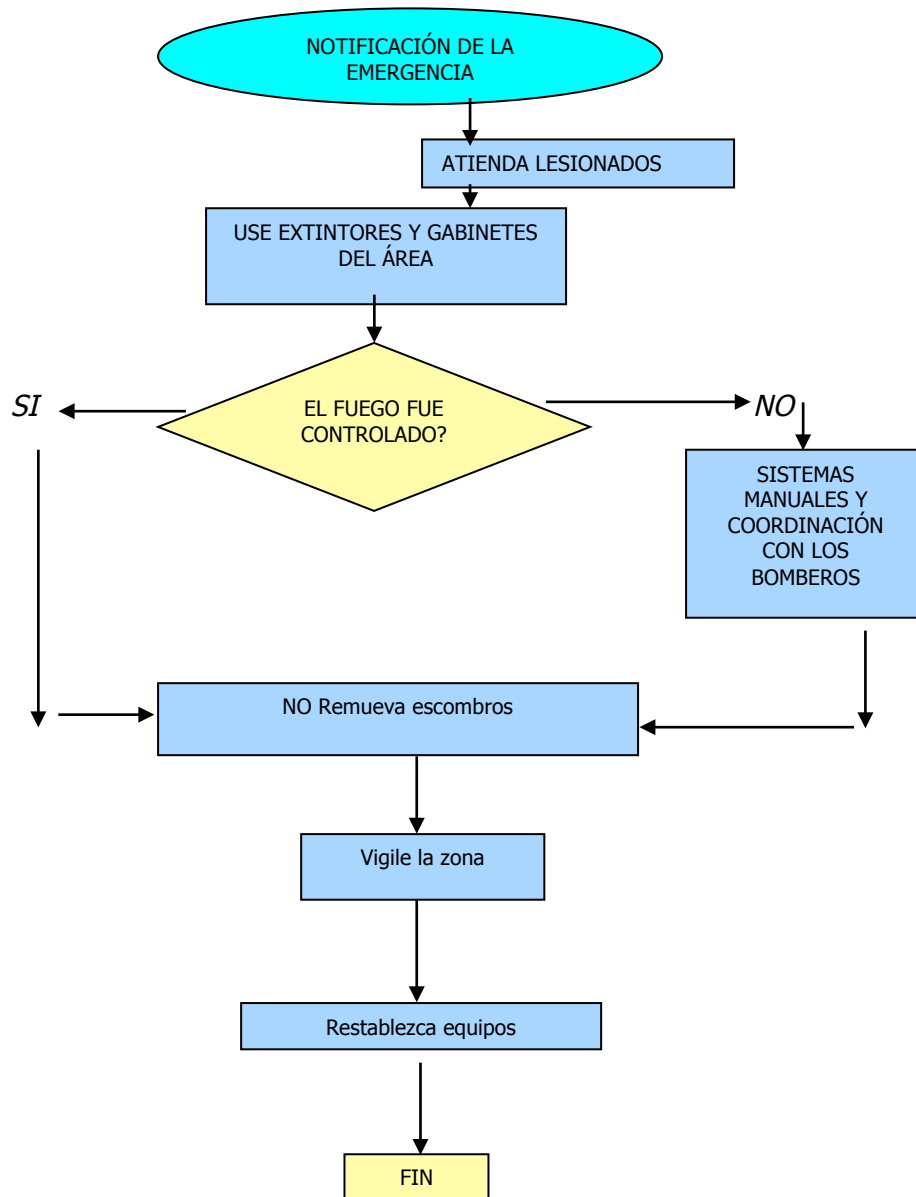 NOTIFICACIÓN DE LA
EMERGENCIA
ATIENDA LESIONADOS
USE EXTINTORES Y GABINETES
DEL ÁREA
EL FUEGO FUE
CONTROLADO?
SI
NO
SISTEMAS
MANUALES Y
COORDINACIÓN
CON LOS
BOMBEROS
NO Remueva escombros
Vigile la zona
Restablezca equipos
FIN